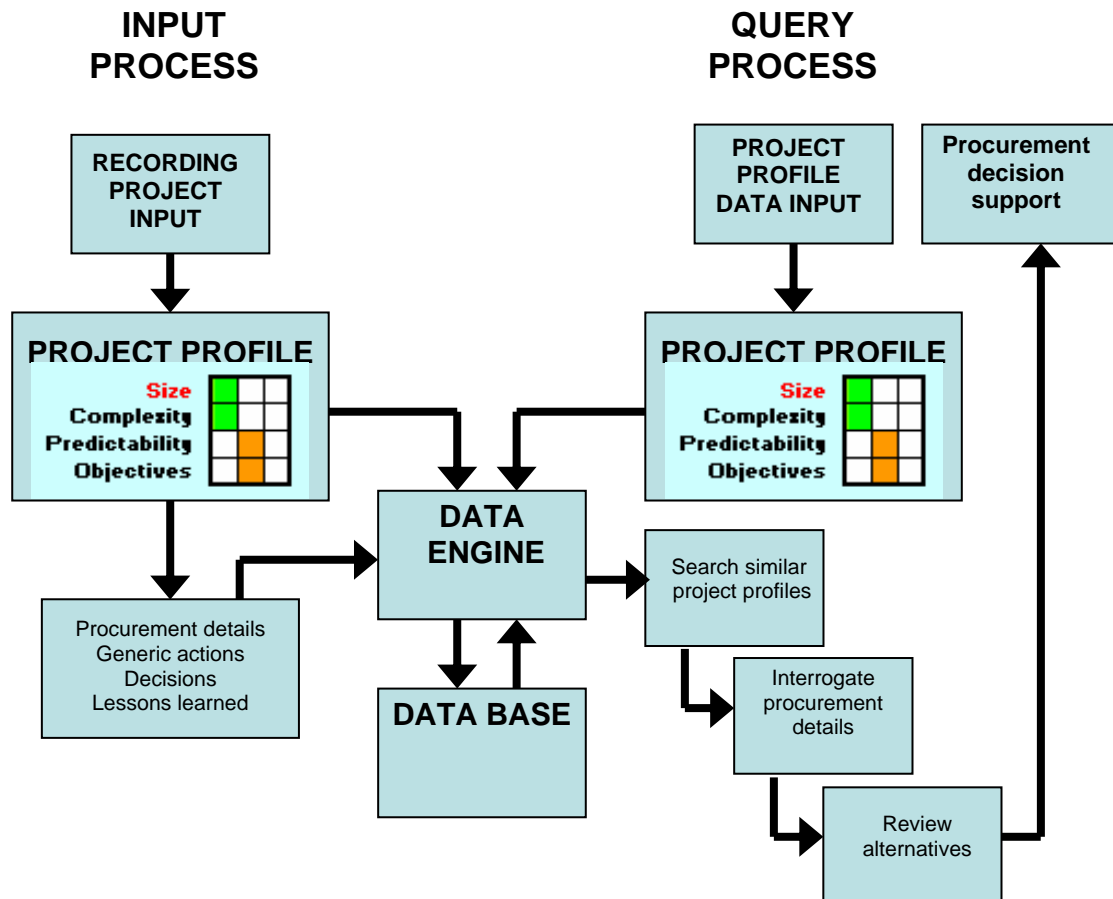 INPUT
PROCESS
QUERY
PROCESS
RECORDING
PROJECT
INPUT
PROJECT
PROFILE
DATA INPUT
Procurement
decision
support
PROJECT PROFILE
Size
Complexity
Predictability
Objectives
PROJECT PROFILE
Size
Complexity
Predictability
Objectives
DATA
ENGINE
Search similar
project profiles
Procurement details
Generic actions
Decisions
Lessons learned
Interrogate
procurement
details
DATA BASE
Review
alternatives